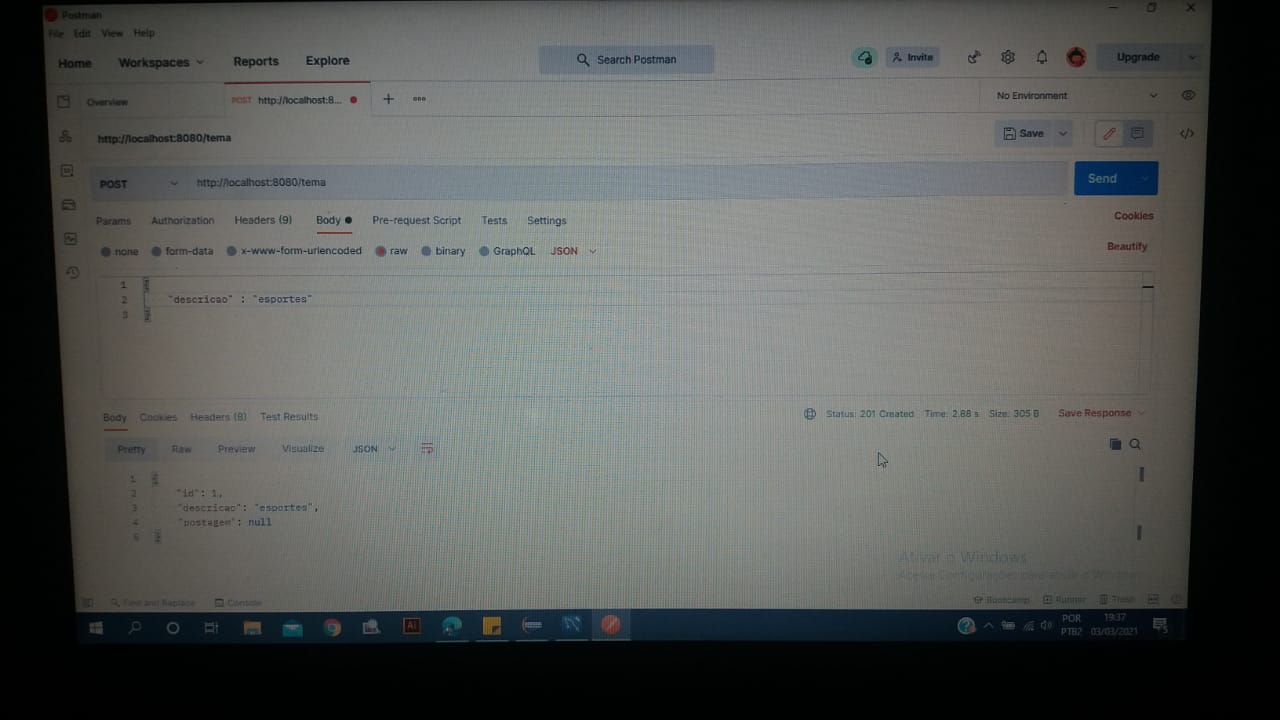 Postman
File Edit View Help
Home Workspaces Reports Explore Search Postman Invite Upgrade
Overview POST http://localhost:8... No Environment
http://localhost:8080/tema Save
POST http://localhost:8080/tema Send
Params Authorization Headers (9) Body Pre-request Script Tests Settings Cookies
none form-data x-www-form-urlencoded raw binary GraphQL JSON Beautify
1 {
2 "descricao" : "esportes"
3 }
Body Cookies Headers (8) Test Results Status: 201 Created Time: 2.88 s Size: 305 B Save Response
Pretty Raw Preview Visualize JSON
1 {
2 "id": 1,
3 "descricao": "esportes",
4 "postagem": null
5 }
Ativar o Windows
Acesse Configurações para ativar o Windows.
Find and Replace Console Bootcamp Runner Trash
Ai POR 19:37
PTB2 03/03/2021